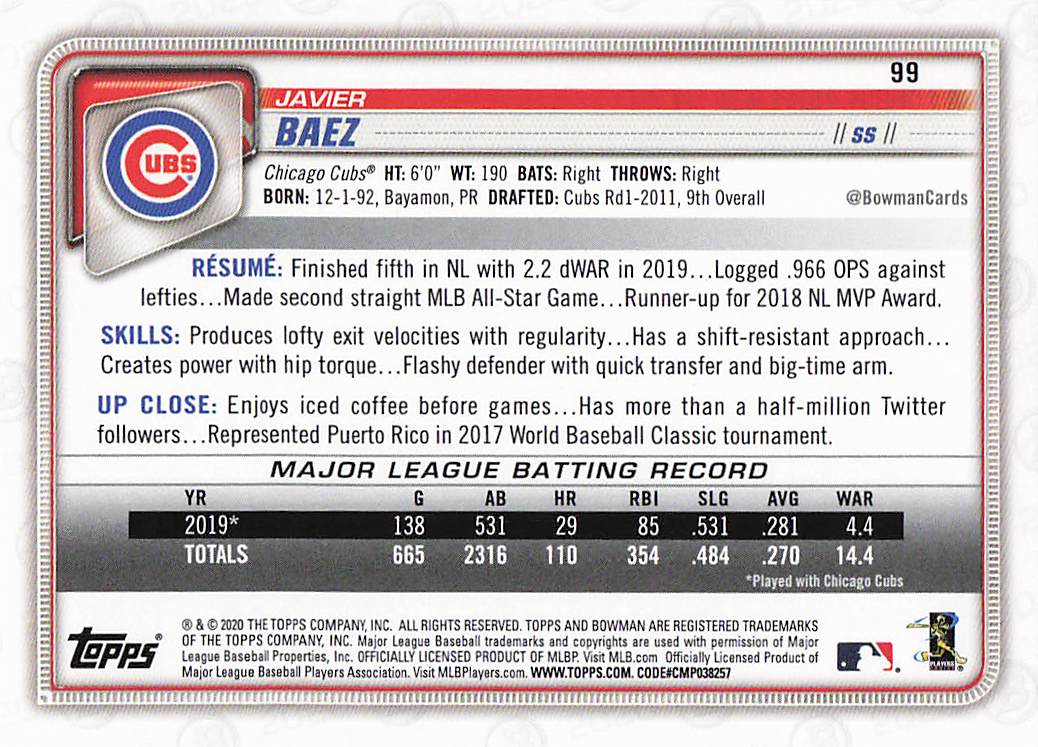 99
JAVIER
BAEZ // SS //
CUBS
Chicago Cubs® HT: 6'0" WT: 190 BATS: Right THROWS: Right
BORN: 12-1-92, Bayamon, PR DRAFTED: Cubs Rd1-2011, 9th Overall @BowmanCards
RÉSUMÉ: Finished fifth in NL with 2.2 dWAR in 2019...Logged .966 OPS against
lefties...Made second straight MLB All-Star Game...Runner-up for 2018 NL MVP Award.
SKILLS: Produces lofty exit velocities with regularity...Has a shift-resistant approach...
Creates power with hip torque...Flashy defender with quick transfer and big-time arm.
UP CLOSE: Enjoys iced coffee before games...Has more than a half-million Twitter
followers...Represented Puerto Rico in 2017 World Baseball Classic tournament.
MAJOR LEAGUE BATTING RECORD
YR G AB HR RBI SLG AVG WAR
2019* 138 531 29 85 .531 .281 4.4
TOTALS 665 2316 110 354 .484 .270 14.4
*Played with Chicago Cubs
Topps®
® & © 2020 THE TOPPS COMPANY, INC. ALL RIGHTS RESERVED. TOPPS AND BOWMAN ARE REGISTERED TRADEMARKS
OF THE TOPPS COMPANY, INC. Major League Baseball trademarks and copyrights are used with permission of Major
League Baseball Properties, Inc. OFFICIALLY LICENSED PRODUCT OF MLBP. Visit MLB.com Officially Licensed Product of
Major League Baseball Players Association. Visit MLBPlayers.com. WWW.TOPPS.COM. CODE#CMP038257
PLAYERS